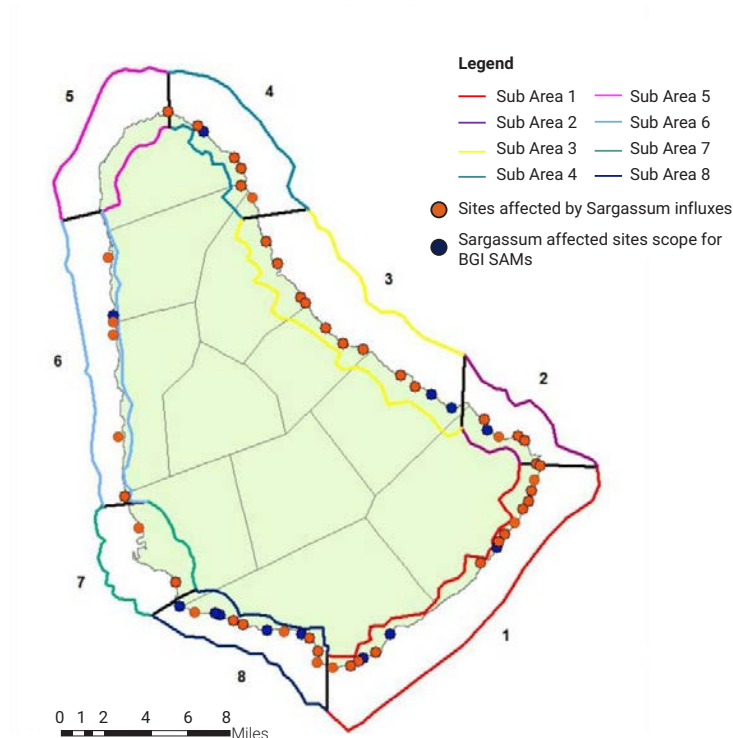 5
4
Legend
Sub Area 1
Sub Area 5
Sub Area 2
Sub Area 6
Sub Area 3
Sub Area 7
Sub Area 4
Sub Area 8
Sites affected by Sargassum influxes
Sargassum affected sites scope for
BGI SAMs
3
6
2
7
1
8
0 1 2 4 6 8
Miles